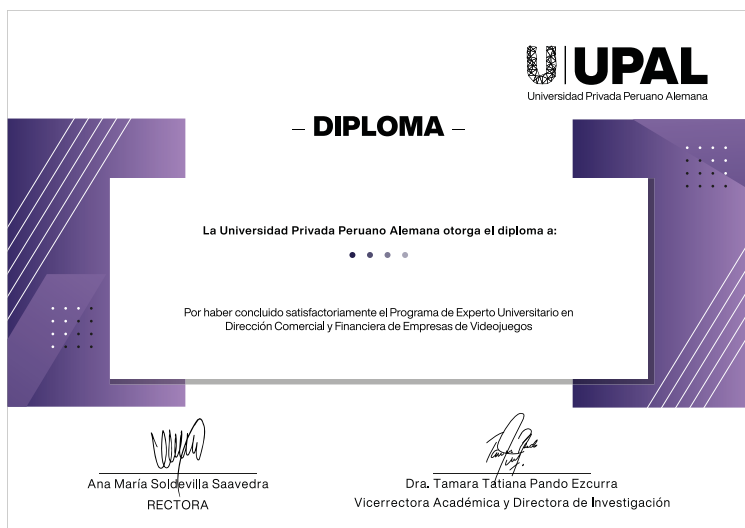 UPAL
Universidad Privada Peruano Alemana
– DIPLOMA –
La Universidad Privada Peruano Alemana otorga el diploma a:
Por haber concluido satisfactoriamente el Programa de Experto Universitario en
Dirección Comercial y Financiera de Empresas de Videojuegos
Ana María Soldevilla Saavedra
RECTORA
Dra. Tamara Tatiana Pando Ezcurra
Vicerrectora Académica y Directora de Investigación